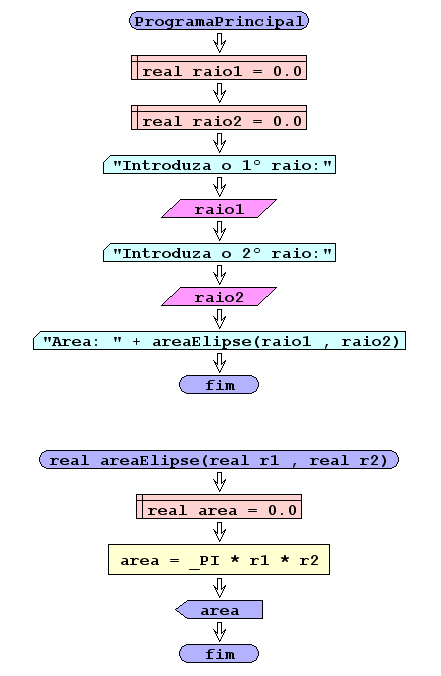 ProgramaPrincipal
real raio1 = 0.0
real raio2 = 0.0
"Introduza o 1° raio:"
raio1
"Introduza o 2° raio:"
raio2
"Area: " + areaElipse(raio1 , raio2)
fim
real areaElipse(real r1 , real r2)
real area = 0.0
area = _PI * r1 * r2
area
fim